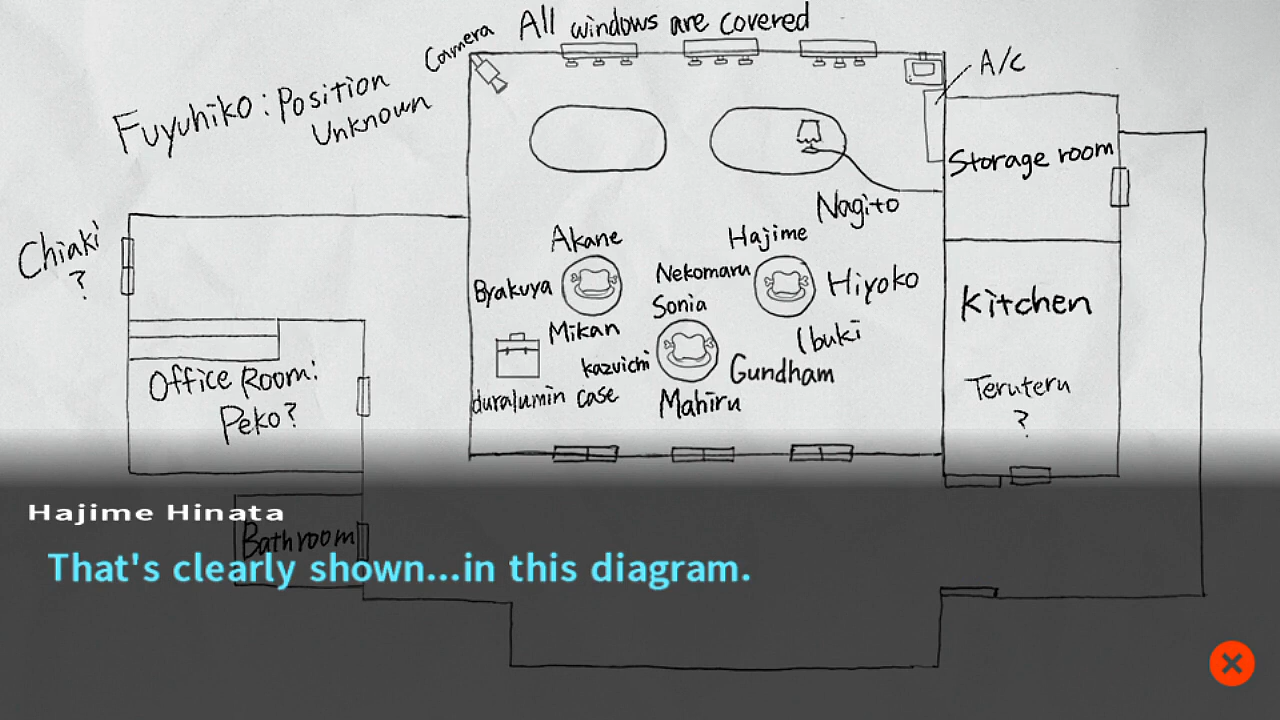 All windows are covered
Camera
A/C
Fuyuhiko: Position
Unknown
Storage room
Nagito
Chiaki
?
Akane
Hajime
Byakuya
Nekomaru
Hiyoko
Sonia
Kitchen
Mikan
Ibuki
kazuichi
Gundham
Office Room:
Peko?
duralumin case
Mahiru
Teruteru
?
Hajime Hinata
Bathroom
That's clearly shown...in this diagram.